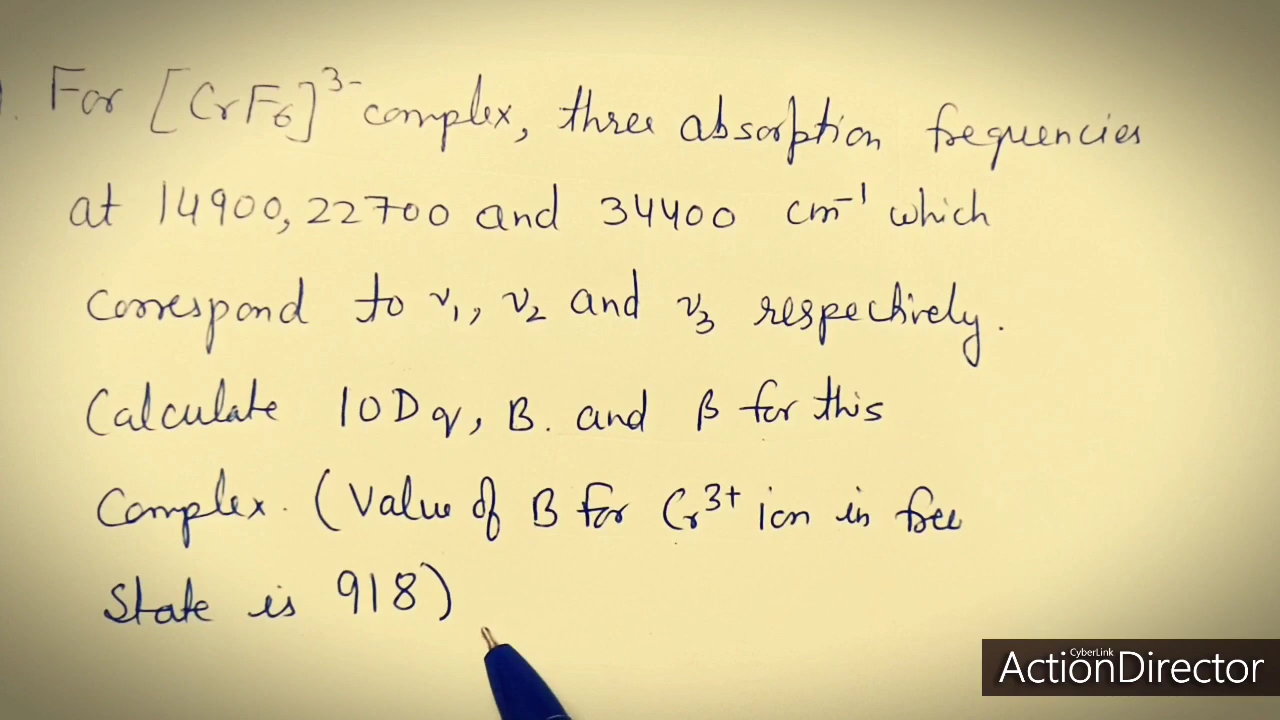 1. For [CrF6]3- complex, three absorption frequencies
at 14900, 22700 and 34400 cm-1 which
correspond to ν1, ν2 and ν3 respectively.
Calculate 10Dq, B. and β for this
Complex. (Value of B for Cr3+ ion in free
State is 918)
CyberLink
ActionDirector